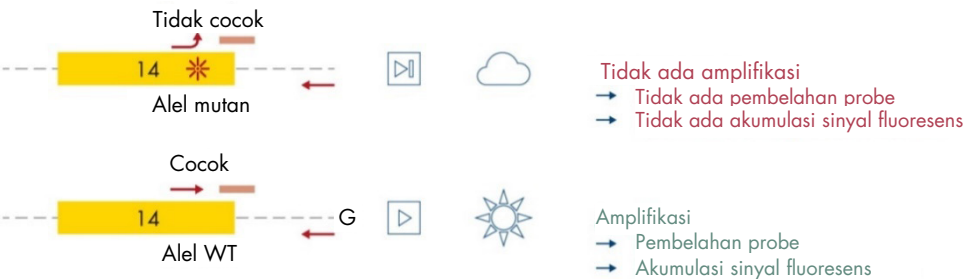 Tidak cocok
14
Alel mutan
Tidak ada amplifikasi
Tidak ada pembelahan probe
Tidak ada akumulasi sinyal fluoresens
Cocok
14
G
Alel WT
Amplifikasi
Pembelahan probe
Akumulasi sinyal fluoresens